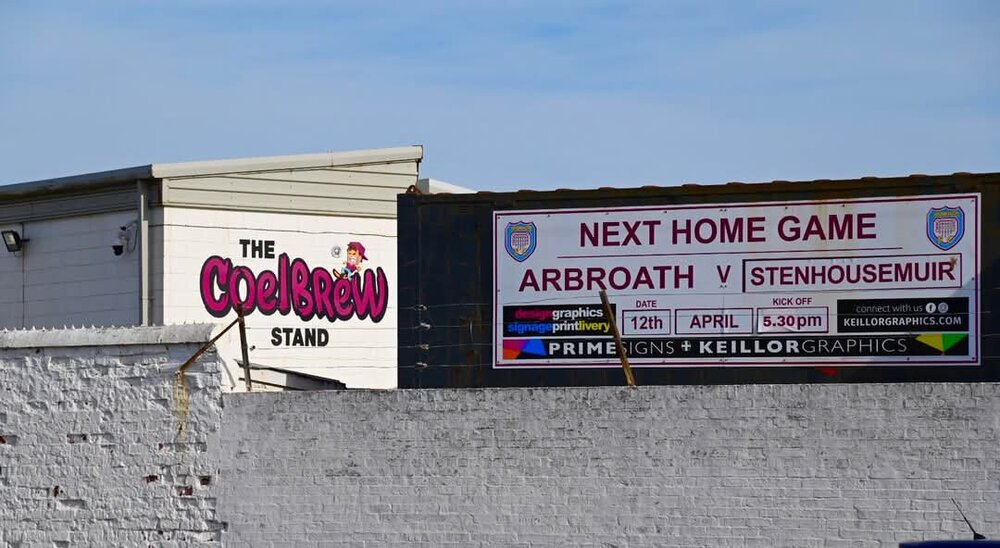 THE
COelBREW
STAND
NEXT HOME GAME
ARBROATH V STENHOUSEMUIR
DATE
12th APRIL
KICK OFF
5.30pm
designgraphics
signageprintlivery
connect with us
KEILLORGRAPHICS.COM
PRIMESIGNS + KEILLORGRAPHICS